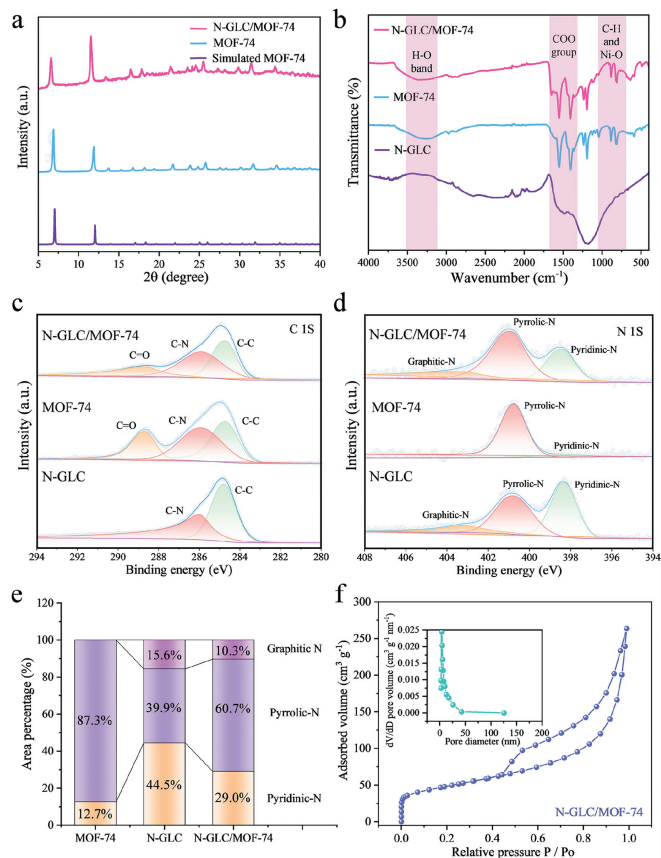 a
N-GLC/MOF-74
MOF-74
Simulated MOF-74
Intensity (a.u.)
5 10 15 20 25 30 35 40
2θ (degree)
b
N-GLC/MOF-74
MOF-74
N-GLC
H-O
band
COO
group
C-H
and
Ni-O
Transmittance (%)
4000 3500 3000 2500 2000 1500 1000 500
Wavenumber (cm⁻¹)
c
C 1S
N-GLC/MOF-74
C=O
C-N
C-C
MOF-74
C=O
C-N
C-C
N-GLC
C-N
C-C
Intensity (a.u.)
294 292 290 288 286 284 282 280
Binding energy (eV)
d
N 1S
N-GLC/MOF-74
Graphitic-N
Pyrrolic-N
Pyridinic-N
MOF-74
Pyrrolic-N
Pyridinic-N
N-GLC
Graphitic-N
Pyrrolic-N
Pyridinic-N
Intensity (a.u.)
408 406 404 402 400 398 396 394
Binding energy (eV)
e
Area percentage (%)
120
100
80
60
40
20
0
87.3%
12.7%
15.6%
39.9%
44.5%
10.3%
60.7%
29.0%
Graphitic N
Pyrrolic-N
Pyridinic-N
MOF-74 N-GLC N-GLC/MOF-74
f
Adsorbed volume (cm³ g⁻¹)
300
250
200
150
100
50
0
dV/dD pore volume (cm³ g⁻¹ nm⁻¹)
0.025
0.020
0.015
0.010
0.005
0.000
0 50 100 150 200
Pore diameter (nm)
N-GLC/MOF-74
0.0 0.2 0.4 0.6 0.8 1.0
Relative pressure P / Po